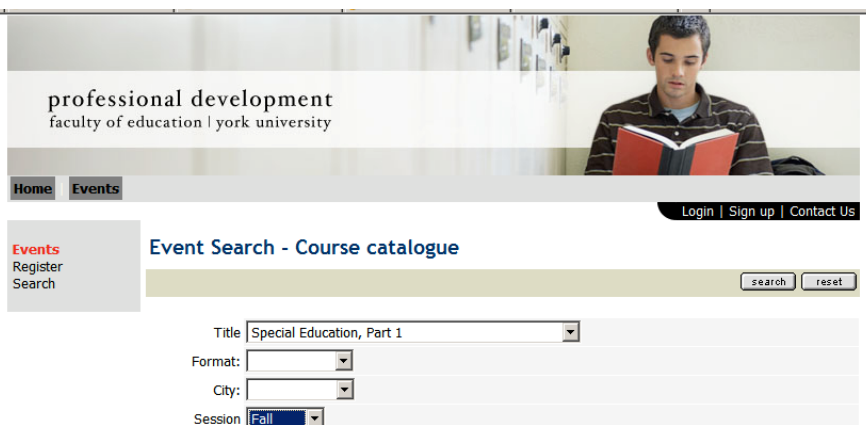 professional development
faculty of education | york university
Home Events
Login | Sign up | Contact Us
Events
Register
Search
Event Search - Course catalogue
search reset
Title Special Education, Part 1
Format:
City:
Session Fall